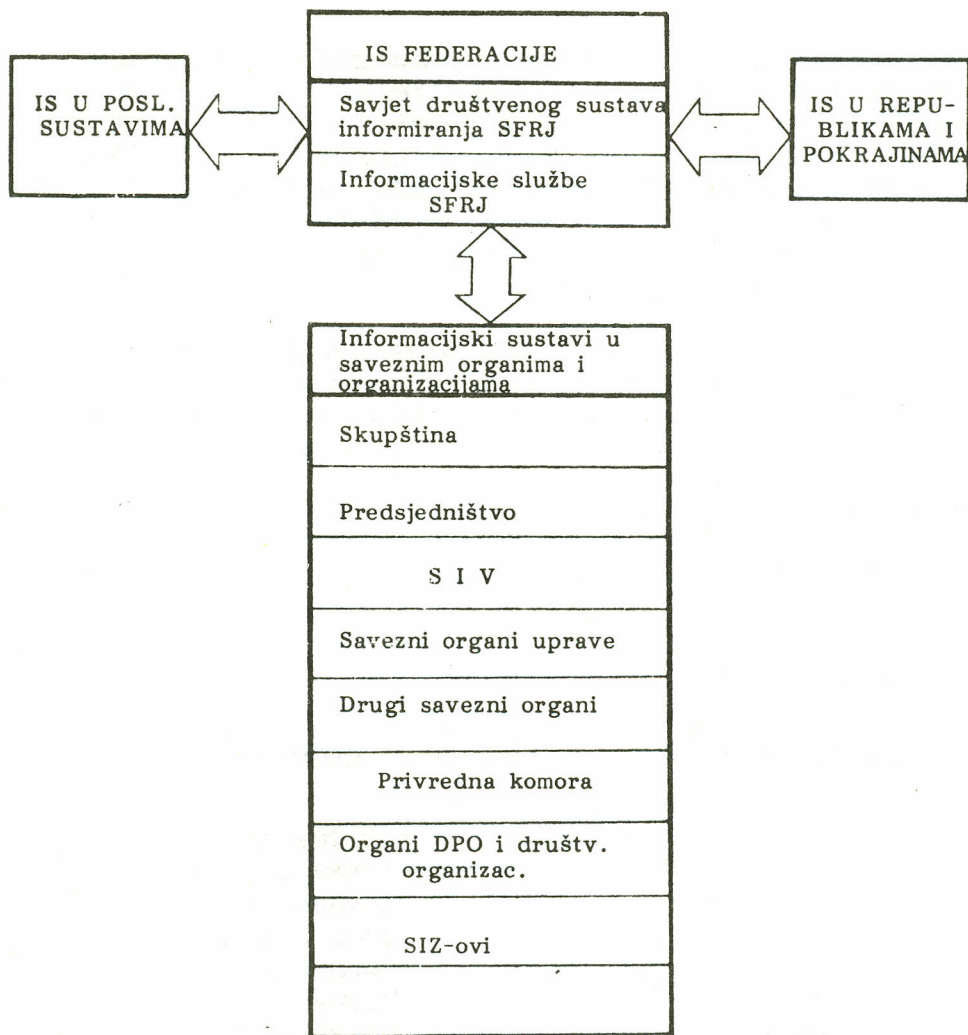 IS FEDERACIJE
Savjet društvenog sustava
informiranja SFRJ
Informacijske službe
SFRJ
IS U POSL.
SUSTAVIMA
IS U REPU-
BLIKAMA I
POKRAJINAMA
Informacijski sustavi u
saveznim organima i
organizacijama
Skupština
Predsjedništvo
S I V
Savezni organi uprave
Drugi savezni organi
Privredna komora
Organi DPO i društv.
organizac.
SIZ-ovi